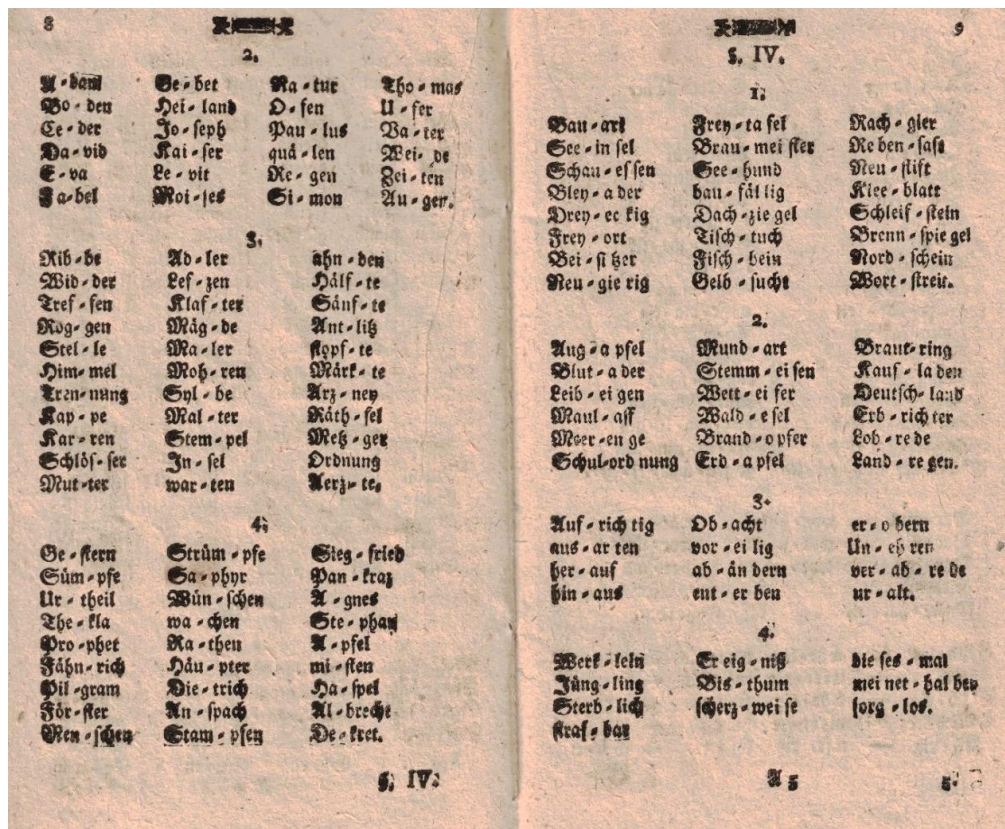 8
2.
A⸗dam Ge⸗bet Na⸗tur Tho⸗mas
Bo⸗den Hei⸗land O⸗fen U⸗fer
Ce⸗der Jo⸗ſeph Pau⸗lus Va⸗ter
Da⸗vid Kai⸗ſer quä⸗len Wei⸗de
E⸗va Le⸗vit Re⸗gen Zei⸗ten
Fa⸗bel Moi⸗ſes Si⸗mon Au⸗gen.
3.
Rib⸗be Ad⸗ler ahn⸗den
Wid⸗der Lef⸗zen Hälf⸗te
Tref⸗fen Klaf⸗ter Sänf⸗te
Rog⸗gen Mäg⸗de Ant⸗litz
Stel⸗le Ma⸗ler klopf⸗te
Him⸗mel Moh⸗ren Märk⸗te
Tren⸗nung Syl⸗be Arz⸗ney
Kap⸗pe Mal⸗ter Räth⸗ſel
Kar⸗ren Stem⸗pel Metz⸗ger
Schlöſ⸗ſer In⸗ſel Ordnung
Mut⸗ter war⸗ten Aerz⸗te.
4.
Ge⸗ſtern Strüm⸗pfe Sieg⸗fried
Süm⸗pfe Sa⸗phyr Pan⸗kraz
Ur⸗theil Wün⸗ſchen A⸗gnes
The⸗kla wa⸗chen Ste⸗phan
Pro⸗phet Ra⸗then A⸗pfel
Fähn⸗rich Häu⸗pter mi⸗ſten
Pil⸗gram Die⸗trich Ha⸗ſpel
För⸗ſter An⸗ſpach Al⸗brecht
Men⸗ſchen Stam⸗pfen De⸗kret.
§. IV.
9
§. IV.
1.
Bau⸗art Frey⸗ta fel Rach⸗gier
See⸗in ſel Brau⸗mei ſter Re ben⸗ſaft
Schau⸗eſ ſen See⸗hund Neu⸗ſtift
Bley⸗a der bau⸗fäl lig Klee⸗blatt
Drey⸗ec kig Dach⸗zie gel Schleif⸗ſtein
Frey⸗ort Tiſch⸗tuch Brenn⸗ſpie gel
Bei⸗ſi tzer Fiſch⸗bein Nord⸗ſchein
Neu⸗gie rig Gelb⸗ſucht Wort⸗ſtreit.
2.
Aug⸗a pfel Mund⸗art Braut⸗ring
Blut⸗a der Stemm⸗ei ſen Kauf⸗la den
Leib⸗ei gen Wett⸗ei fer Deutſch⸗land
Maul⸗aff Wald⸗e ſel Erb⸗rich ter
Meer⸗en ge Brand⸗o pfer Lob⸗re de
Schul⸗ord nung Erd⸗a pfel Land⸗re gen.
3.
Auf⸗rich tig Ob⸗acht er⸗o bern
aus⸗ar ten vor⸗ei lig Un⸗eh ren
her⸗auf ab⸗än dern ver⸗ab⸗re de
hin⸗aus ent⸗er ben ur⸗alt.
4.
Werk⸗lein Er eig⸗niß die ſes⸗mal
Jüng⸗ling Bis⸗thum mei net⸗hal ben
Sterb⸗lich ſcherz⸗wei ſe ſorg⸗los.
ſtraf⸗bar
A 5 5.